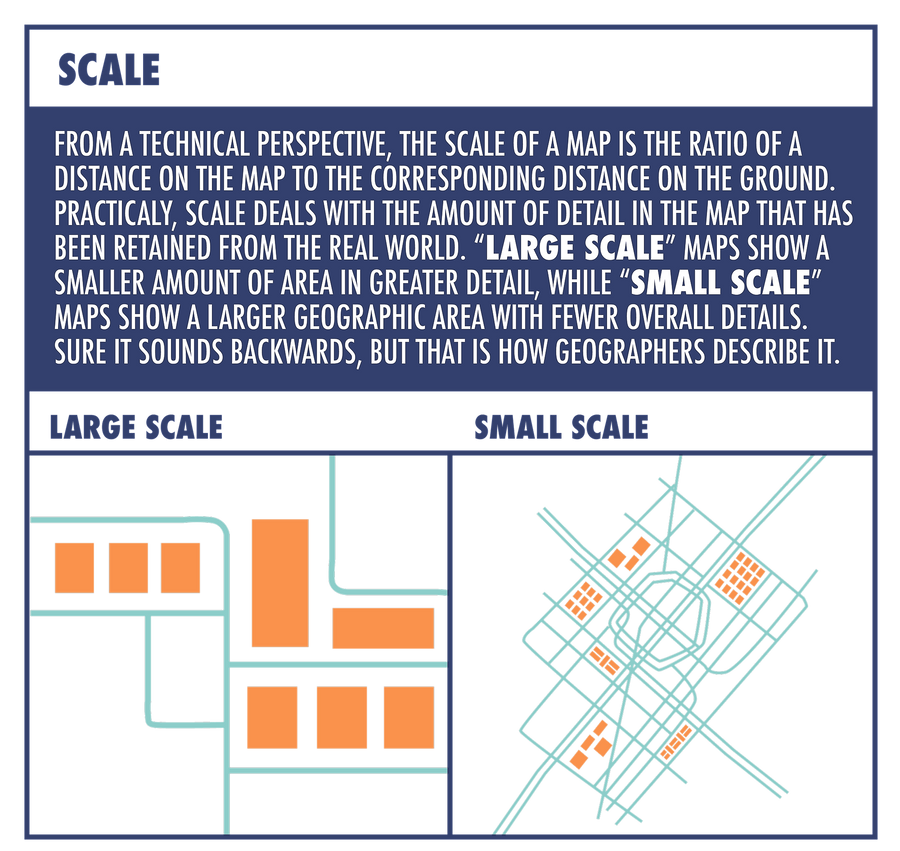 SCALE
FROM A TECHNICAL PERSPECTIVE, THE SCALE OF A MAP IS THE RATIO OF A
DISTANCE ON THE MAP TO THE CORRESPONDING DISTANCE ON THE GROUND.
PRACTICALY, SCALE DEALS WITH THE AMOUNT OF DETAIL IN THE MAP THAT HAS
BEEN RETAINED FROM THE REAL WORLD. “LARGE SCALE” MAPS SHOW A
SMALLER AMOUNT OF AREA IN GREATER DETAIL, WHILE “SMALL SCALE”
MAPS SHOW A LARGER GEOGRAPHIC AREA WITH FEWER OVERALL DETAILS.
SURE IT SOUNDS BACKWARDS, BUT THAT IS HOW GEOGRAPHERS DESCRIBE IT.
LARGE SCALE
SMALL SCALE